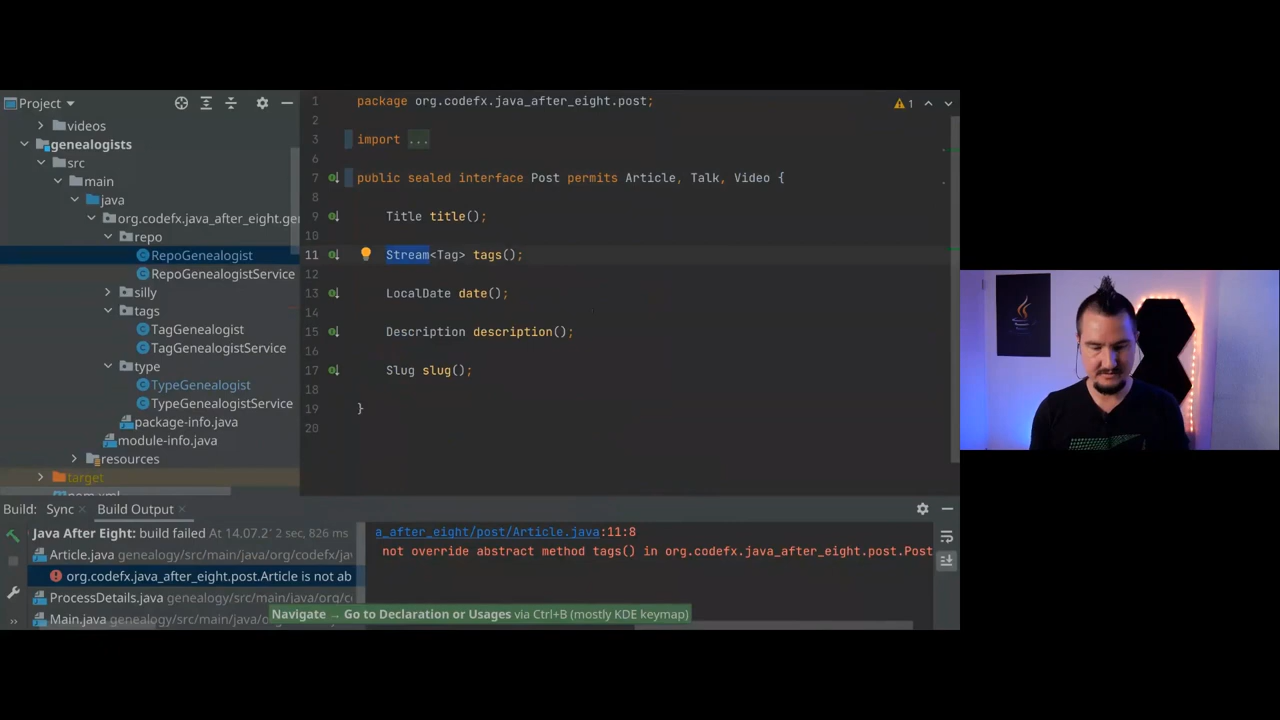 Project
videos
genealogists
src
main
java
org.codefx.java_after_eight.ge
repo
RepoGenealogist
RepoGenealogistService
silly
tags
TagGenealogist
TagGenealogistService
type
TypeGenealogist
TypeGenealogistService
package-info.java
module-info.java
resources
target
pom.xml
1 package org.codefx.java_after_eight.post;
2
3 import ...
6
7 public sealed interface Post permits Article, Talk, Video {
8
9 Title title();
10
11 Stream<Tag> tags();
12
13 LocalDate date();
14
15 Description description();
16
17 Slug slug();
18
19 }
20
1
Build: Sync × Build Output ×
Java After Eight: build failed At 14.07.2' 2 sec, 826 ms
Article.java genealogy/src/main/java/org/codefx/jav
org.codefx.java_after_eight.post.Article is not ab
ProcessDetails.java genealogy/src/main/java/org/c
Main.java genealogy/src/main/java/o
a_after_eight/post/Article.java:11:8
not override abstract method tags() in org.codefx.java_after_eight.post.Post
Navigate → Go to Declaration or Usages via Ctrl+B (mostly KDE keymap)